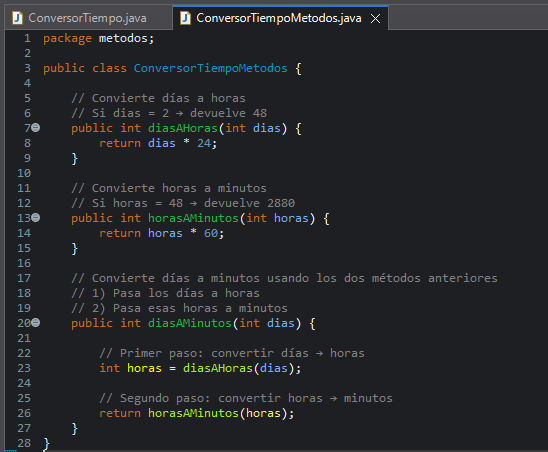 ConversorTiempo.java
ConversorTiempoMetodos.java
1 package metodos;
2
3 public class ConversorTiempoMetodos {
4
5 // Convierte días a horas
6 // Si dias = 2 → devuelve 48
7 public int diasAHoras(int dias) {
8 return dias * 24;
9 }
10
11 // Convierte horas a minutos
12 // Si horas = 48 → devuelve 2880
13 public int horasAMinutos(int horas) {
14 return horas * 60;
15 }
16
17 // Convierte días a minutos usando los dos métodos anteriores
18 // 1) Pasa los días a horas
19 // 2) Pasa esas horas a minutos
20 public int diasAMinutos(int dias) {
21
22 // Primer paso: convertir días → horas
23 int horas = diasAHoras(dias);
24
25 // Segundo paso: convertir horas → minutos
26 return horasAMinutos(horas);
27 }
28 }